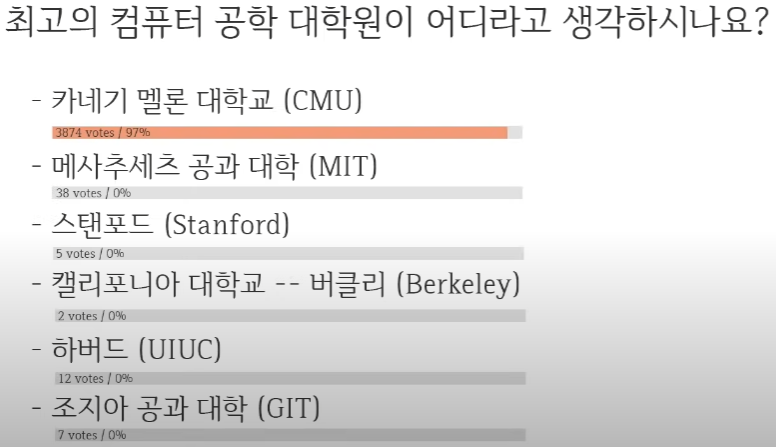 최고의 컴퓨터 공학 대학원이 어디라고 생각하시나요?
- 카네기 멜론 대학교 (CMU)
3874 votes / 97%
- 메사추세츠 공과 대학 (MIT)
38 votes / 0%
- 스탠포드 (Stanford)
5 votes / 0%
- 캘리포니아 대학교 -- 버클리 (Berkeley)
2 votes / 0%
- 하버드 (UIUC)
12 votes / 0%
- 조지아 공과 대학 (GIT)
7 votes / 0%